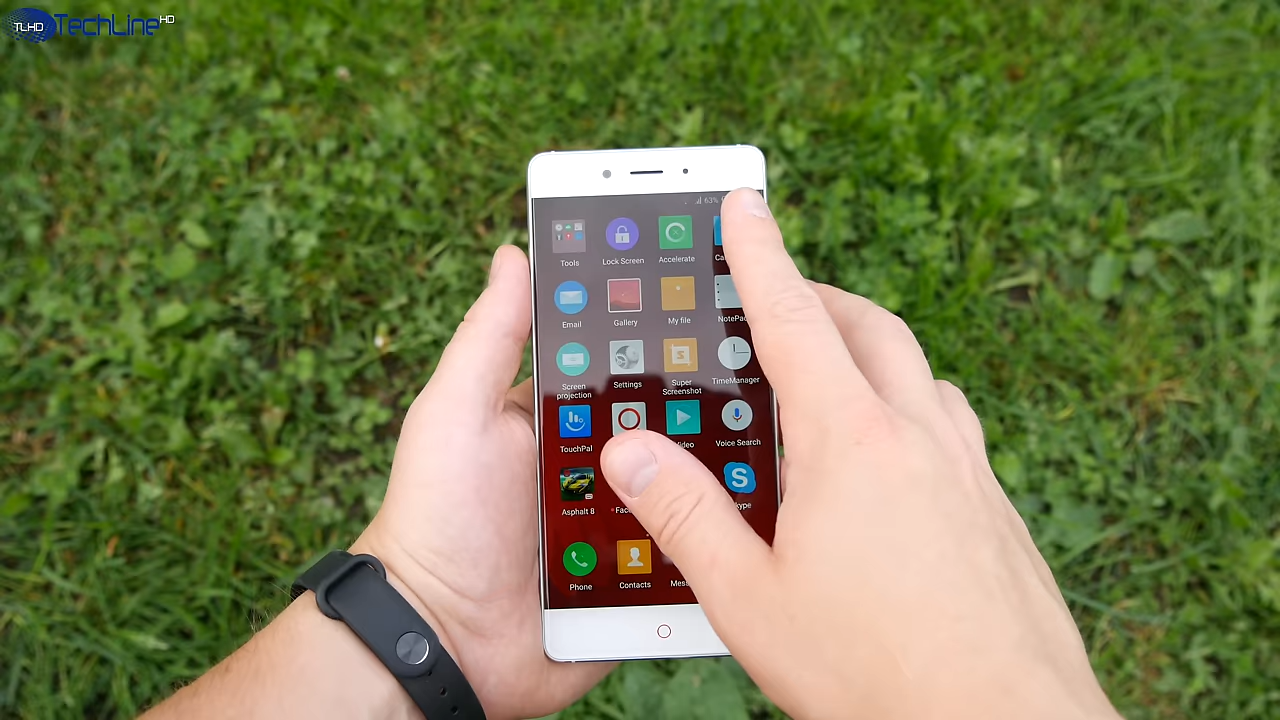 TLHD TechLine HD
63%
Tools
Lock Screen
Accelerate
Email
Gallery
My file
Screen
projection
Settings
Super
Screenshot
TimeManager
TouchPal
Voice Search
Asphalt 8
S
Phone
Contacts